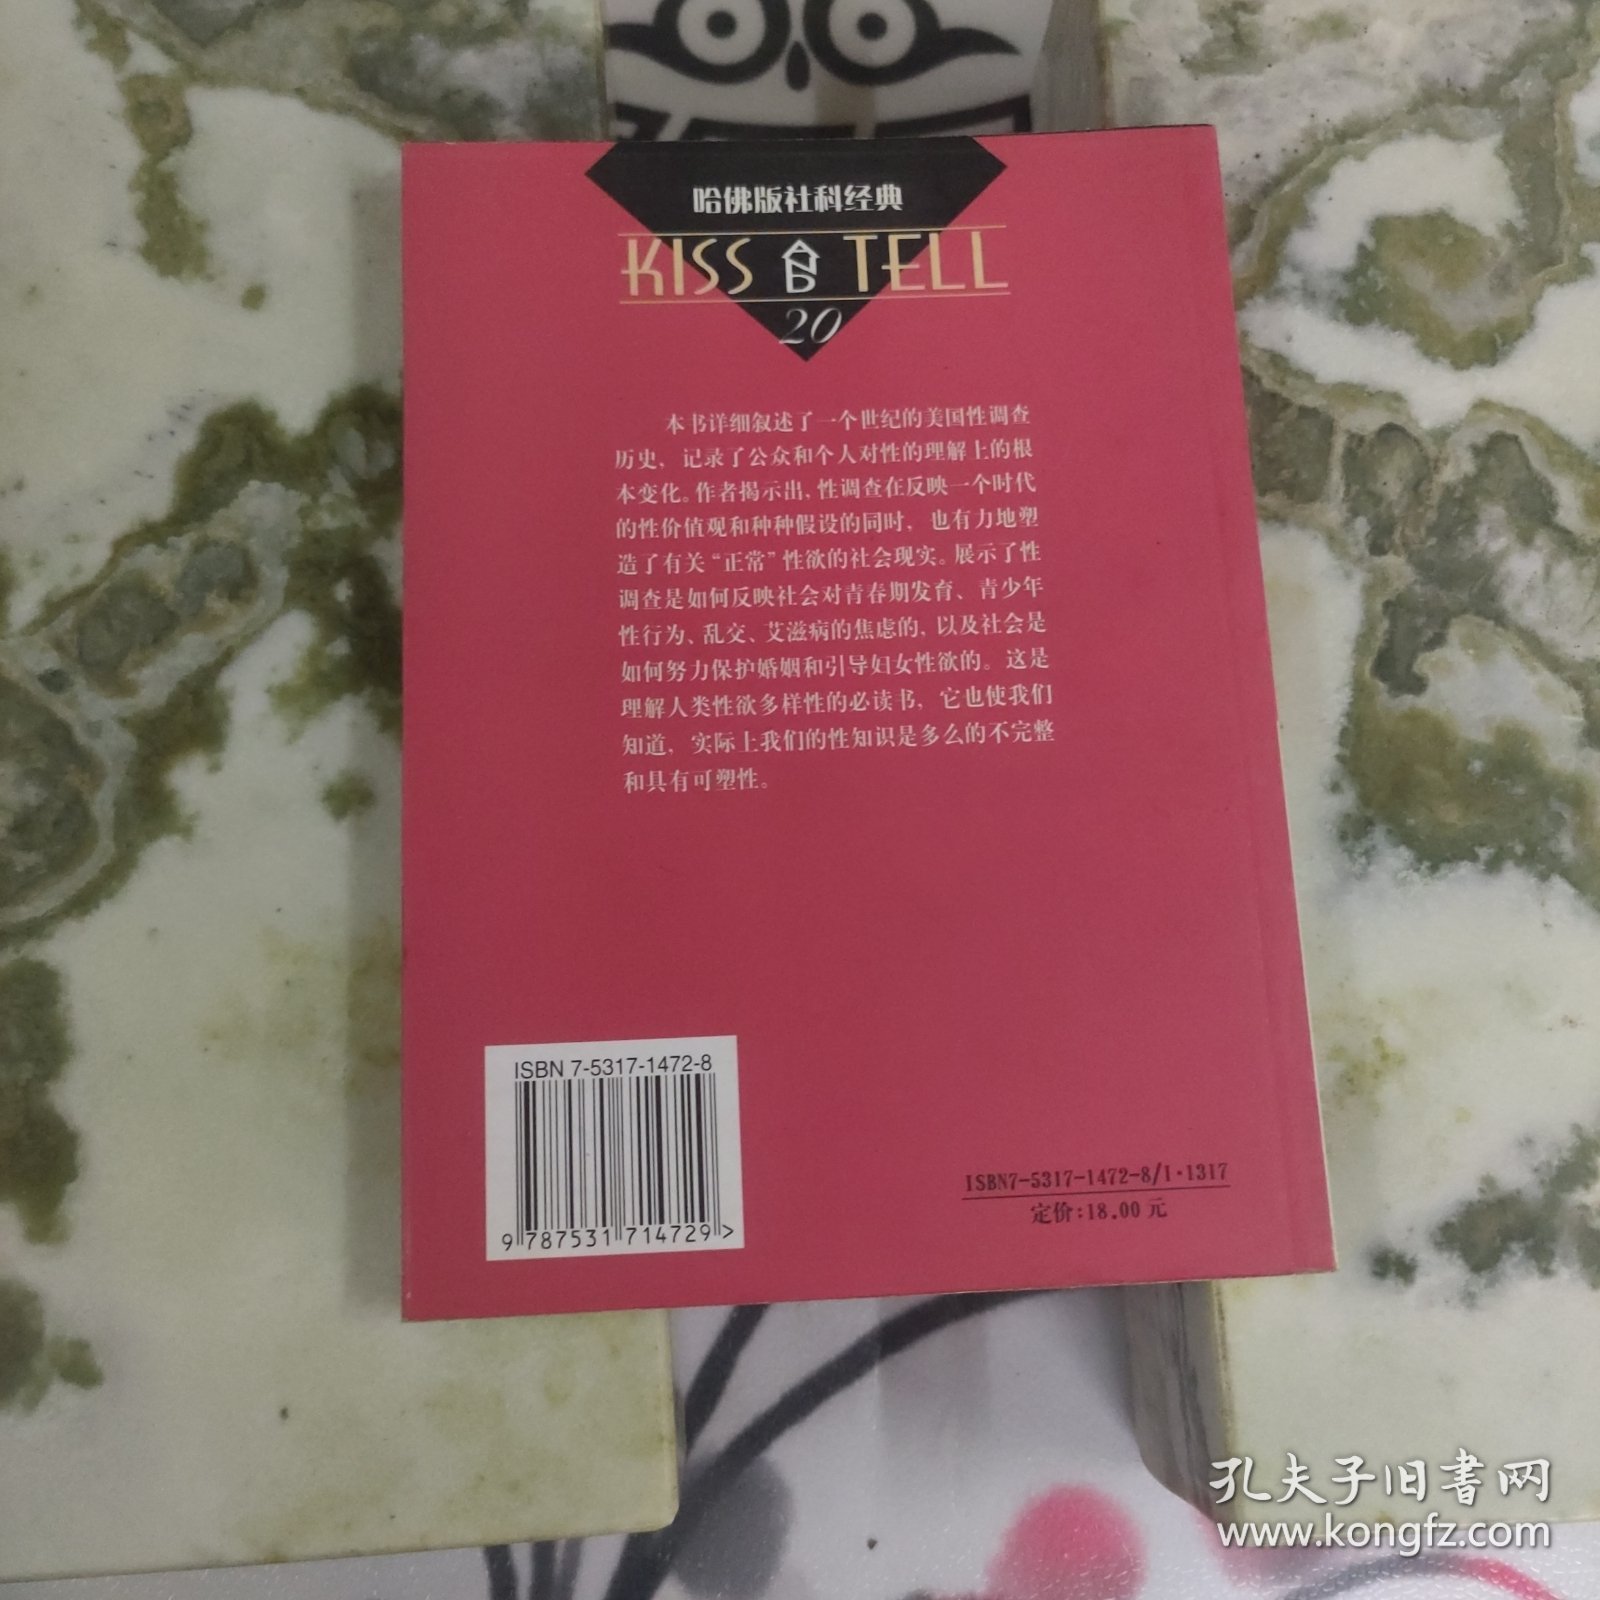 哈佛版社科经典
KISS AND TELL
20
本书详细叙述了一个世纪的美国性调查
历史，记录了公众和个人对性的理解上的根
本变化。作者揭示出，性调查在反映一个时代
的性价值观和种种假设的同时，也有力地塑
造了有关“正常”性欲的社会现实。展示了性
调查是如何反映社会对青春期发育、青少年
性行为、乱交、艾滋病的焦虑的，以及社会是
如何努力保护婚姻和引导妇女性欲的。这是
理解人类性欲多样性的必读书，它也使我们
知道，实际上我们的性知识是多么的不完整
和具有可塑性。
ISBN 7-5317-1472-8
9 787531 714729 >
ISBN7-5317-1472-8/I·1317
定价：18.00 元
孔夫子旧書网
www.kongfz.com